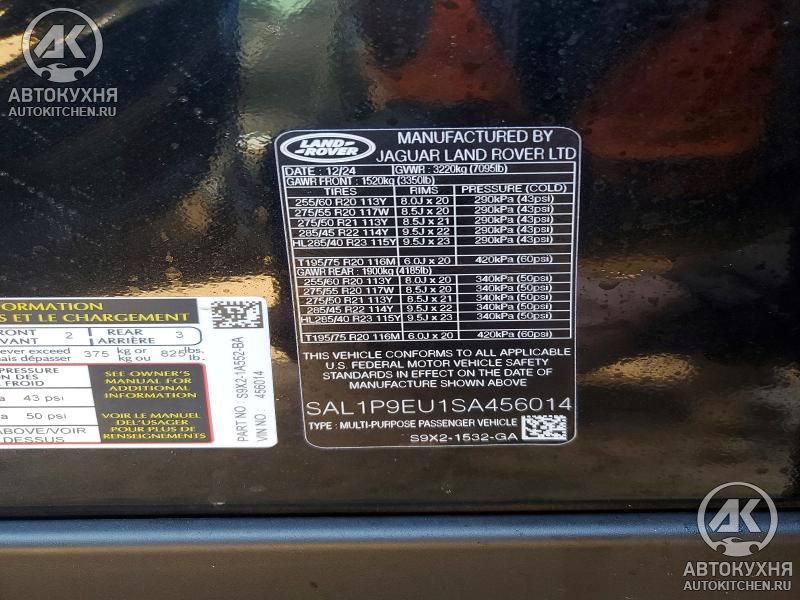 АВТОКУХНЯ
AUTOKITCHEN.RU
LAND ROVER
MANUFACTURED BY
JAGUAR LAND ROVER LTD
DATE : 12/24 GVWR : 3220kg (7095lb)
GAWR FRONT : 1520kg (3350lb)
TIRES RIMS PRESSURE (COLD)
255/60 R20 113Y 8.0J x 20 290kPa (43psi)
275/55 R20 117W 8.5J x 20 290kPa (43psi)
275/50 R21 113Y 8.5J x 21 290kPa (43psi)
285/45 R22 114Y 9.5J x 22 290kPa (43psi)
HL285/40 R23 115Y 9.5J x 23 290kPa (43psi)
T195/75 R20 116M 6.0J x 20 420kPa (60psi)
GAWR REAR : 1900kg (4185lb)
255/60 R20 113Y 8.0J x 20 340kPa (50psi)
275/55 R20 117W 8.5J x 20 340kPa (50psi)
275/50 R21 113Y 8.5J x 21 340kPa (50psi)
285/45 R22 114Y 9.5J x 22 340kPa (50psi)
HL285/40 R23 115Y 9.5J x 23 340kPa (50psi)
T195/75 R20 116M 6.0J x 20 420kPa (60psi)
THIS VEHICLE CONFORMS TO ALL APPLICABLE
U.S. FEDERAL MOTOR VEHICLE SAFETY
STANDARDS IN EFFECT ON THE DATE OF
MANUFACTURE SHOWN ABOVE
SAL1P9EU1SA456014
TYPE : MULTI-PURPOSE PASSENGER VEHICLE
S9X2-1532-GA
FORMATION
S ET LE CHARGEMENT
FRONT 2 REAR 3
VANT ARRIÈRE
ever exceed 375 kg or 825 lbs.
mais dépasser kg ou lb.
PRESSURE
ON DES
FROID
a 43 psi
a 50 psi
ABOVE/VOIR
DESSUS
SEE OWNER'S
MANUAL FOR
ADDITIONAL
INFORMATION
VOIR LE MANUEL
DEL'USAGER
POUR PLUS DE
RENSEIGNEMENTS
PART NO : S9X2-1A552-BA
VIN NO : 456014
АВТОКУХНЯ
AUTOKITCHEN.RU